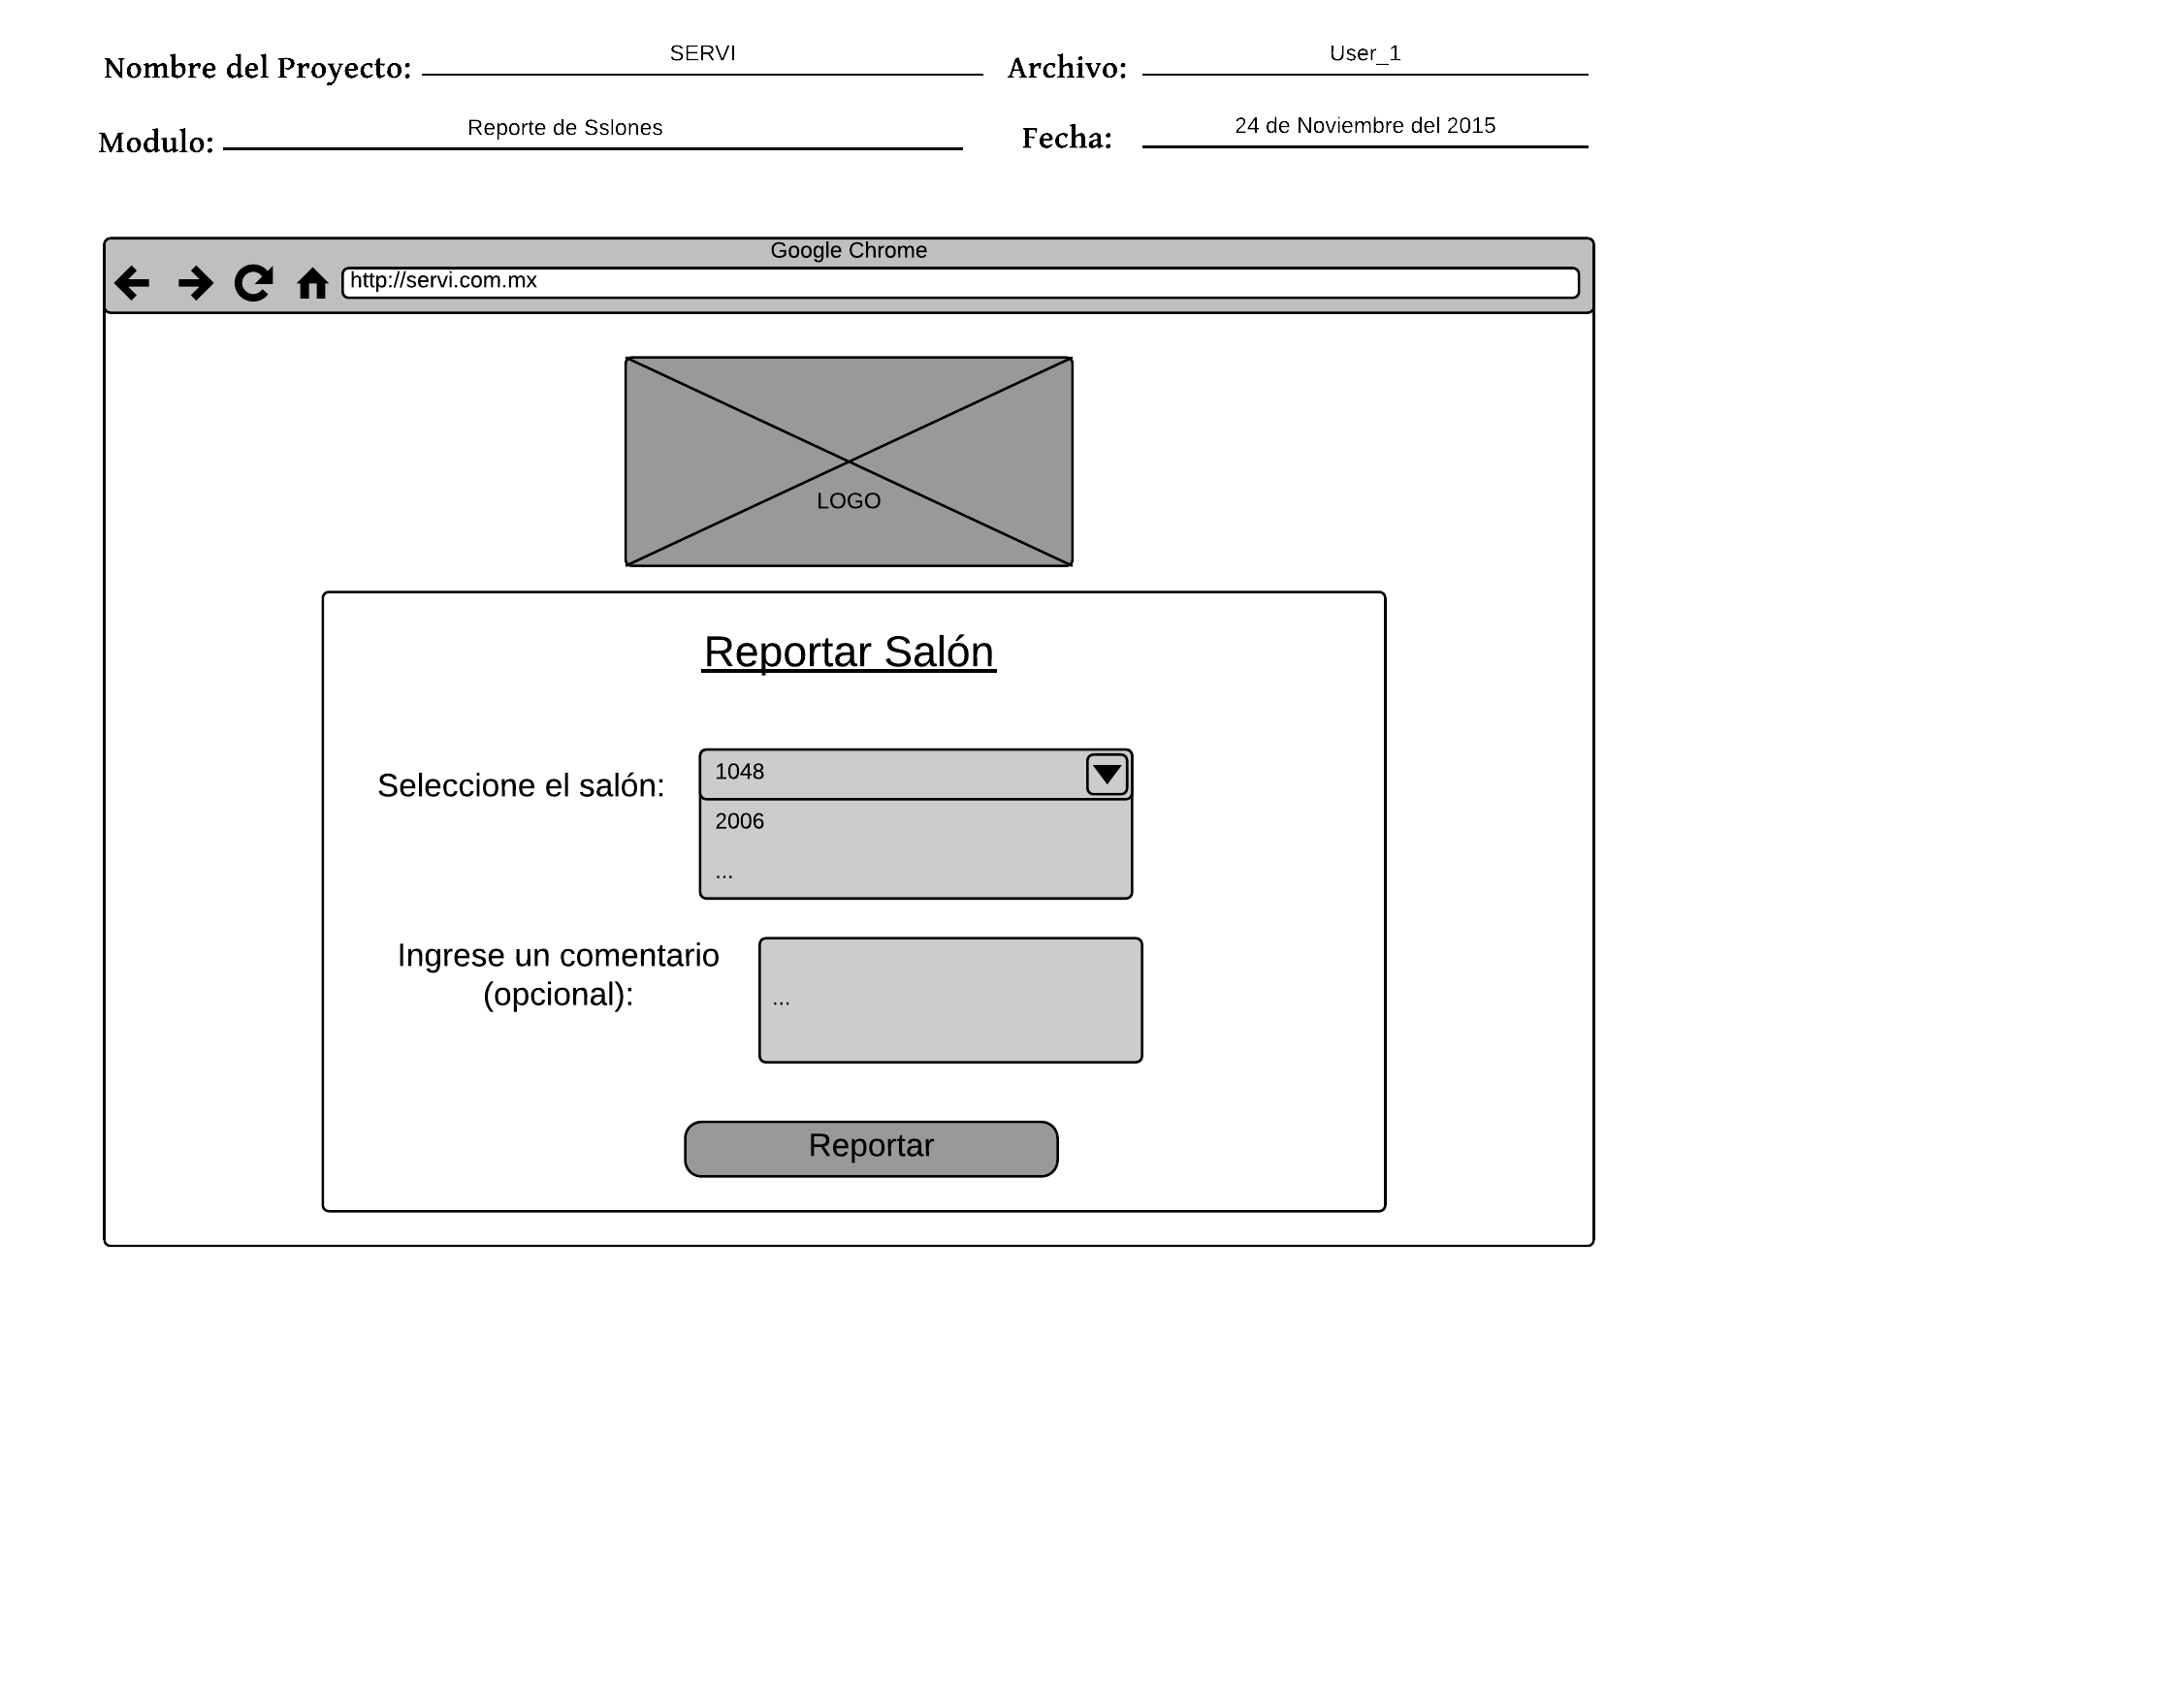 Nombre del Proyecto: SERVI Archivo: User_1
Modulo: Reporte de Sslones Fecha: 24 de Noviembre del 2015
Google Chrome
http://servi.com.mx
LOGO
Reportar Salón
Seleccione el salón: 1048
2006
...
Ingrese un comentario
(opcional):
...
Reportar